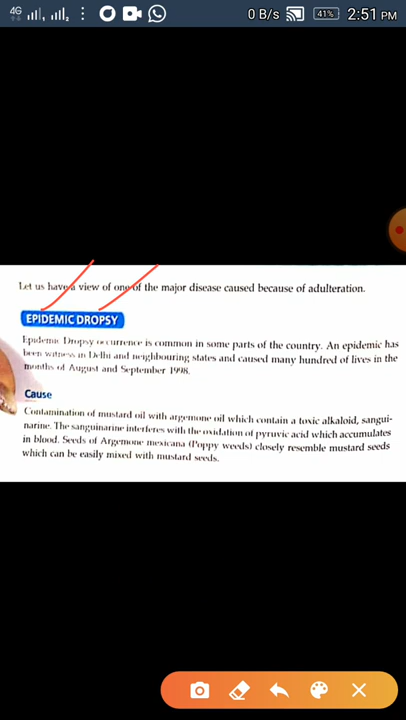 4G
0 B/s 41% 2:51 PM
Let us have a view of one of the major disease caused because of adulteration.
EPIDEMIC DROPSY
Epidemic Dropsy occurrence is common in some parts of the country. An epidemic has
been witness in Delhi and neighbouring states and caused many hundred of lives in the
months of August and September 1998.
Cause
Contamination of mustard oil with argemone oil which contain a toxic alkaloid, sangui-
narine. The sanguinarine interferes with the oxidation of pyruvic acid which accumulates
in blood. Seeds of Argemone mexicana (Poppy weeds) closely resemble mustard seeds
which can be easily mixed with mustard seeds.